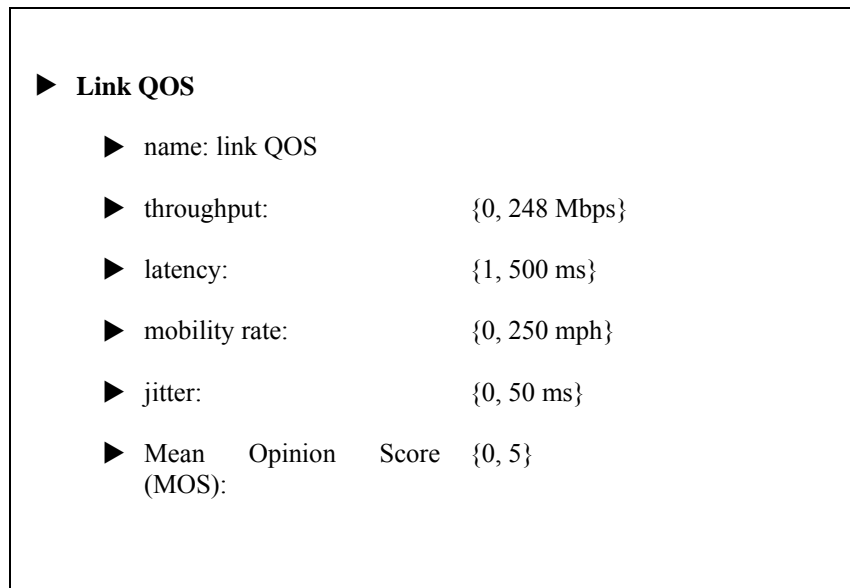 ▶ Link QOS
▶ name: link QOS
▶ throughput: {0, 248 Mbps}
▶ latency: {1, 500 ms}
▶ mobility rate: {0, 250 mph}
▶ jitter: {0, 50 ms}
▶ Mean Opinion Score {0, 5}
(MOS):